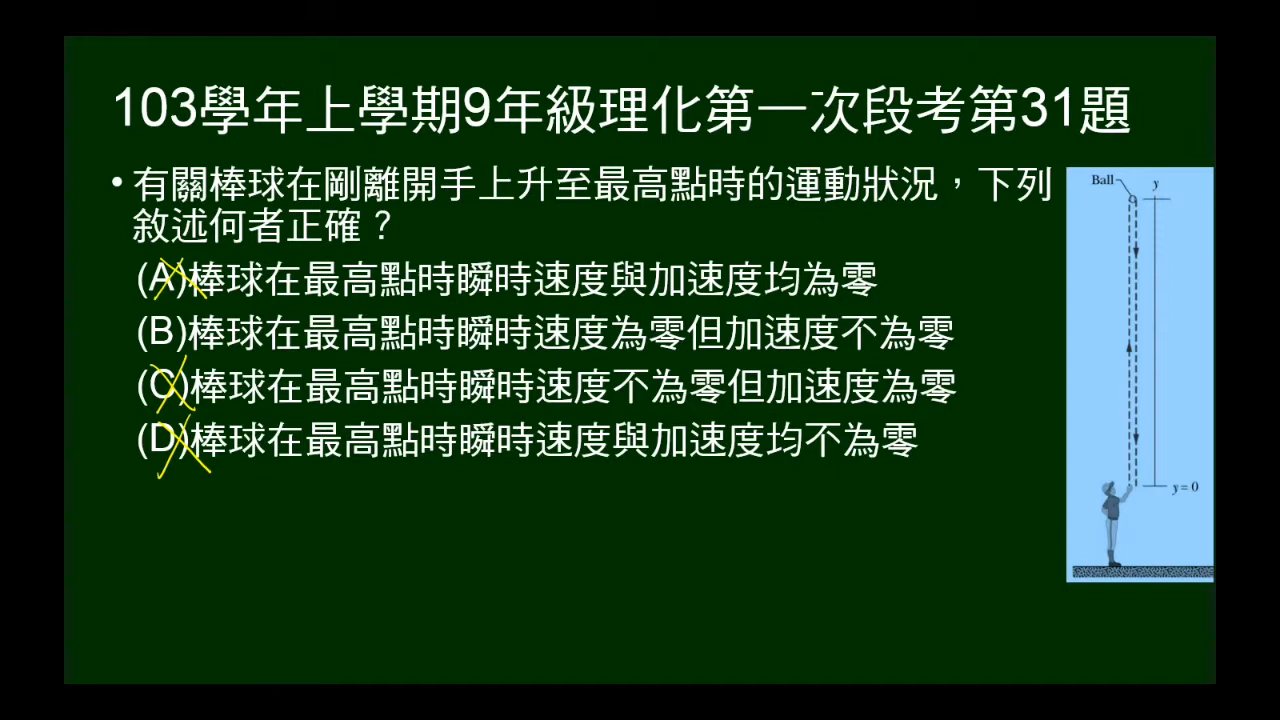 103學年上學期9年級理化第一次段考第31題
•有關棒球在剛離開手上升至最高點時的運動狀況，下列
敘述何者正確？
(A)棒球在最高點時瞬時速度與加速度均為零
(B)棒球在最高點時瞬時速度為零但加速度不為零
(C)棒球在最高點時瞬時速度不為零但加速度為零
(D)棒球在最高點時瞬時速度與加速度均不為零
Ball
y
y = 0